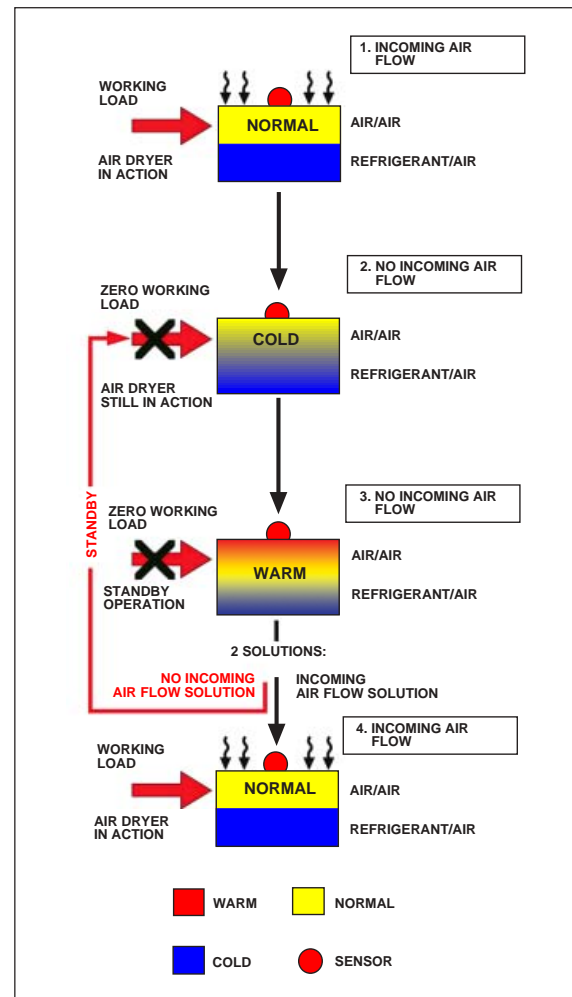 1. INCOMING AIR
FLOW
WORKING
LOAD
NORMAL
AIR/AIR
AIR DRYER
IN ACTION
REFRIGERANT/AIR
2. NO INCOMING AIR
FLOW
ZERO WORKING
LOAD
COLD
AIR/AIR
REFRIGERANT/AIR
AIR DRYER
STILL IN ACTION
STANDBY
3. NO INCOMING AIR
FLOW
ZERO WORKING
LOAD
WARM
AIR/AIR
STANDBY
OPERATION
REFRIGERANT/AIR
2 SOLUTIONS:
NO INCOMING
AIR FLOW SOLUTION
INCOMING
AIR FLOW SOLUTION
4. INCOMING AIR
FLOW
WORKING
LOAD
NORMAL
AIR/AIR
AIR DRYER
IN ACTION
REFRIGERANT/AIR
WARM
NORMAL
COLD
SENSOR